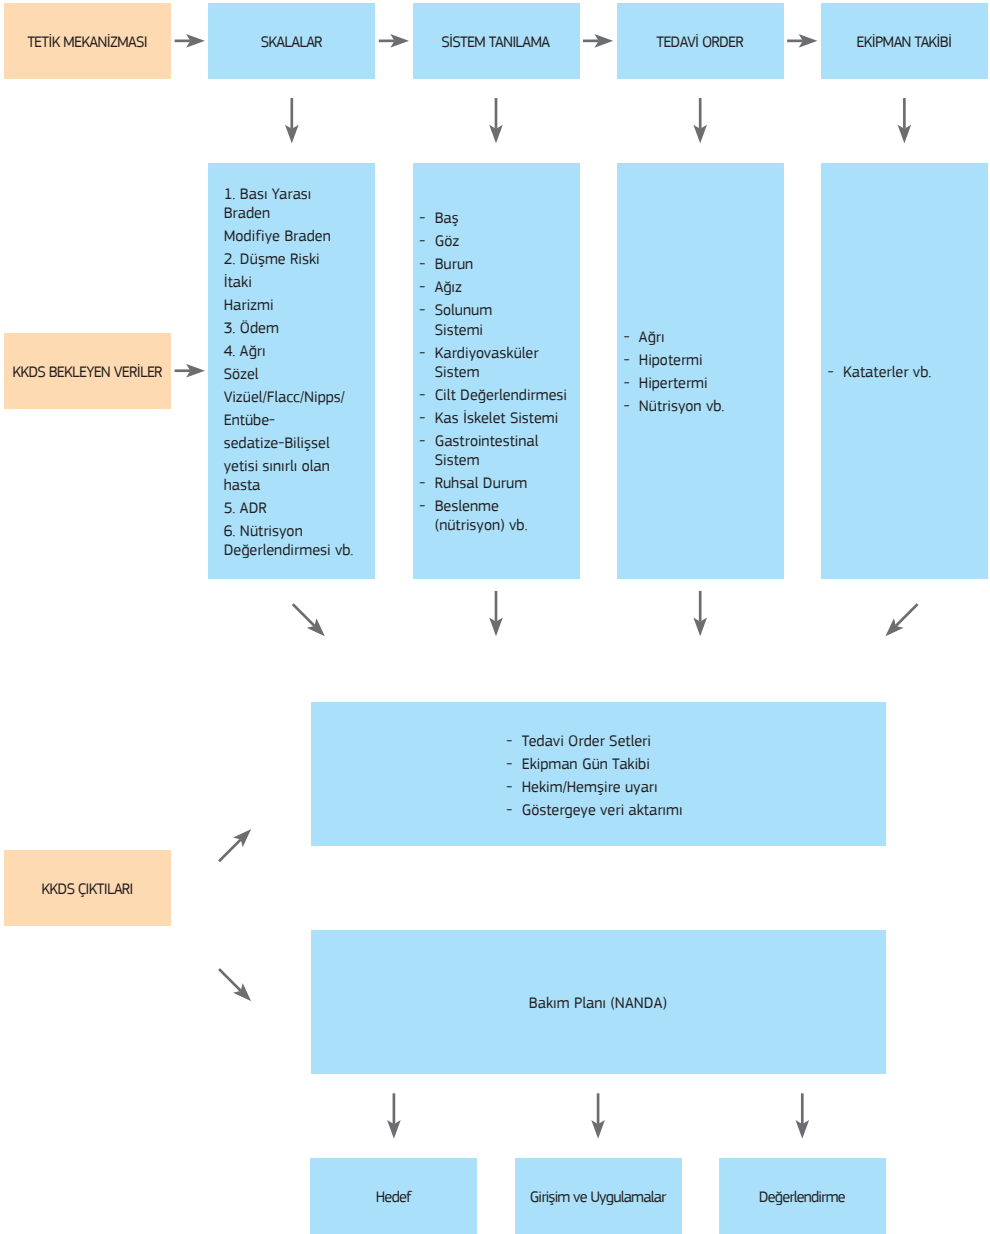 TETİK MEKANİZMASI
SKALALAR
SİSTEM TANILAMA
TEDAVİ ORDER
EKİPMAN TAKİBİ
KKDS BEKLEYEN VERİLER
1. Bası Yarası
Braden
Modifiye Braden
2. Düşme Riski
İtaki
Harizmi
3. Ödem
4. Ağrı
Sözel
Vizüel/Flacc/Nipps/
Entübe-
sedatize-Bilişsel
yetisi sınırlı olan
hasta
5. ADR
6. Nütrisyon
Değerlendirmesi vb.
- Baş
- Göz
- Burun
- Ağız
- Solunum
Sistemi
- Kardiyovasküler
Sistem
- Cilt Değerlendirmesi
- Kas İskelet Sistemi
- Gastrointestinal
Sistem
- Ruhsal Durum
- Beslenme
(nütrisyon) vb.
- Ağrı
- Hipotermi
- Hipertermi
- Nütrisyon vb.
- Kataterler vb.
KKDS ÇIKTILARI
- Tedavi Order Setleri
- Ekipman Gün Takibi
- Hekim/Hemşire uyarı
- Göstergeye veri aktarımı
Bakım Planı (NANDA)
Hedef
Girişim ve Uygulamalar
Değerlendirme